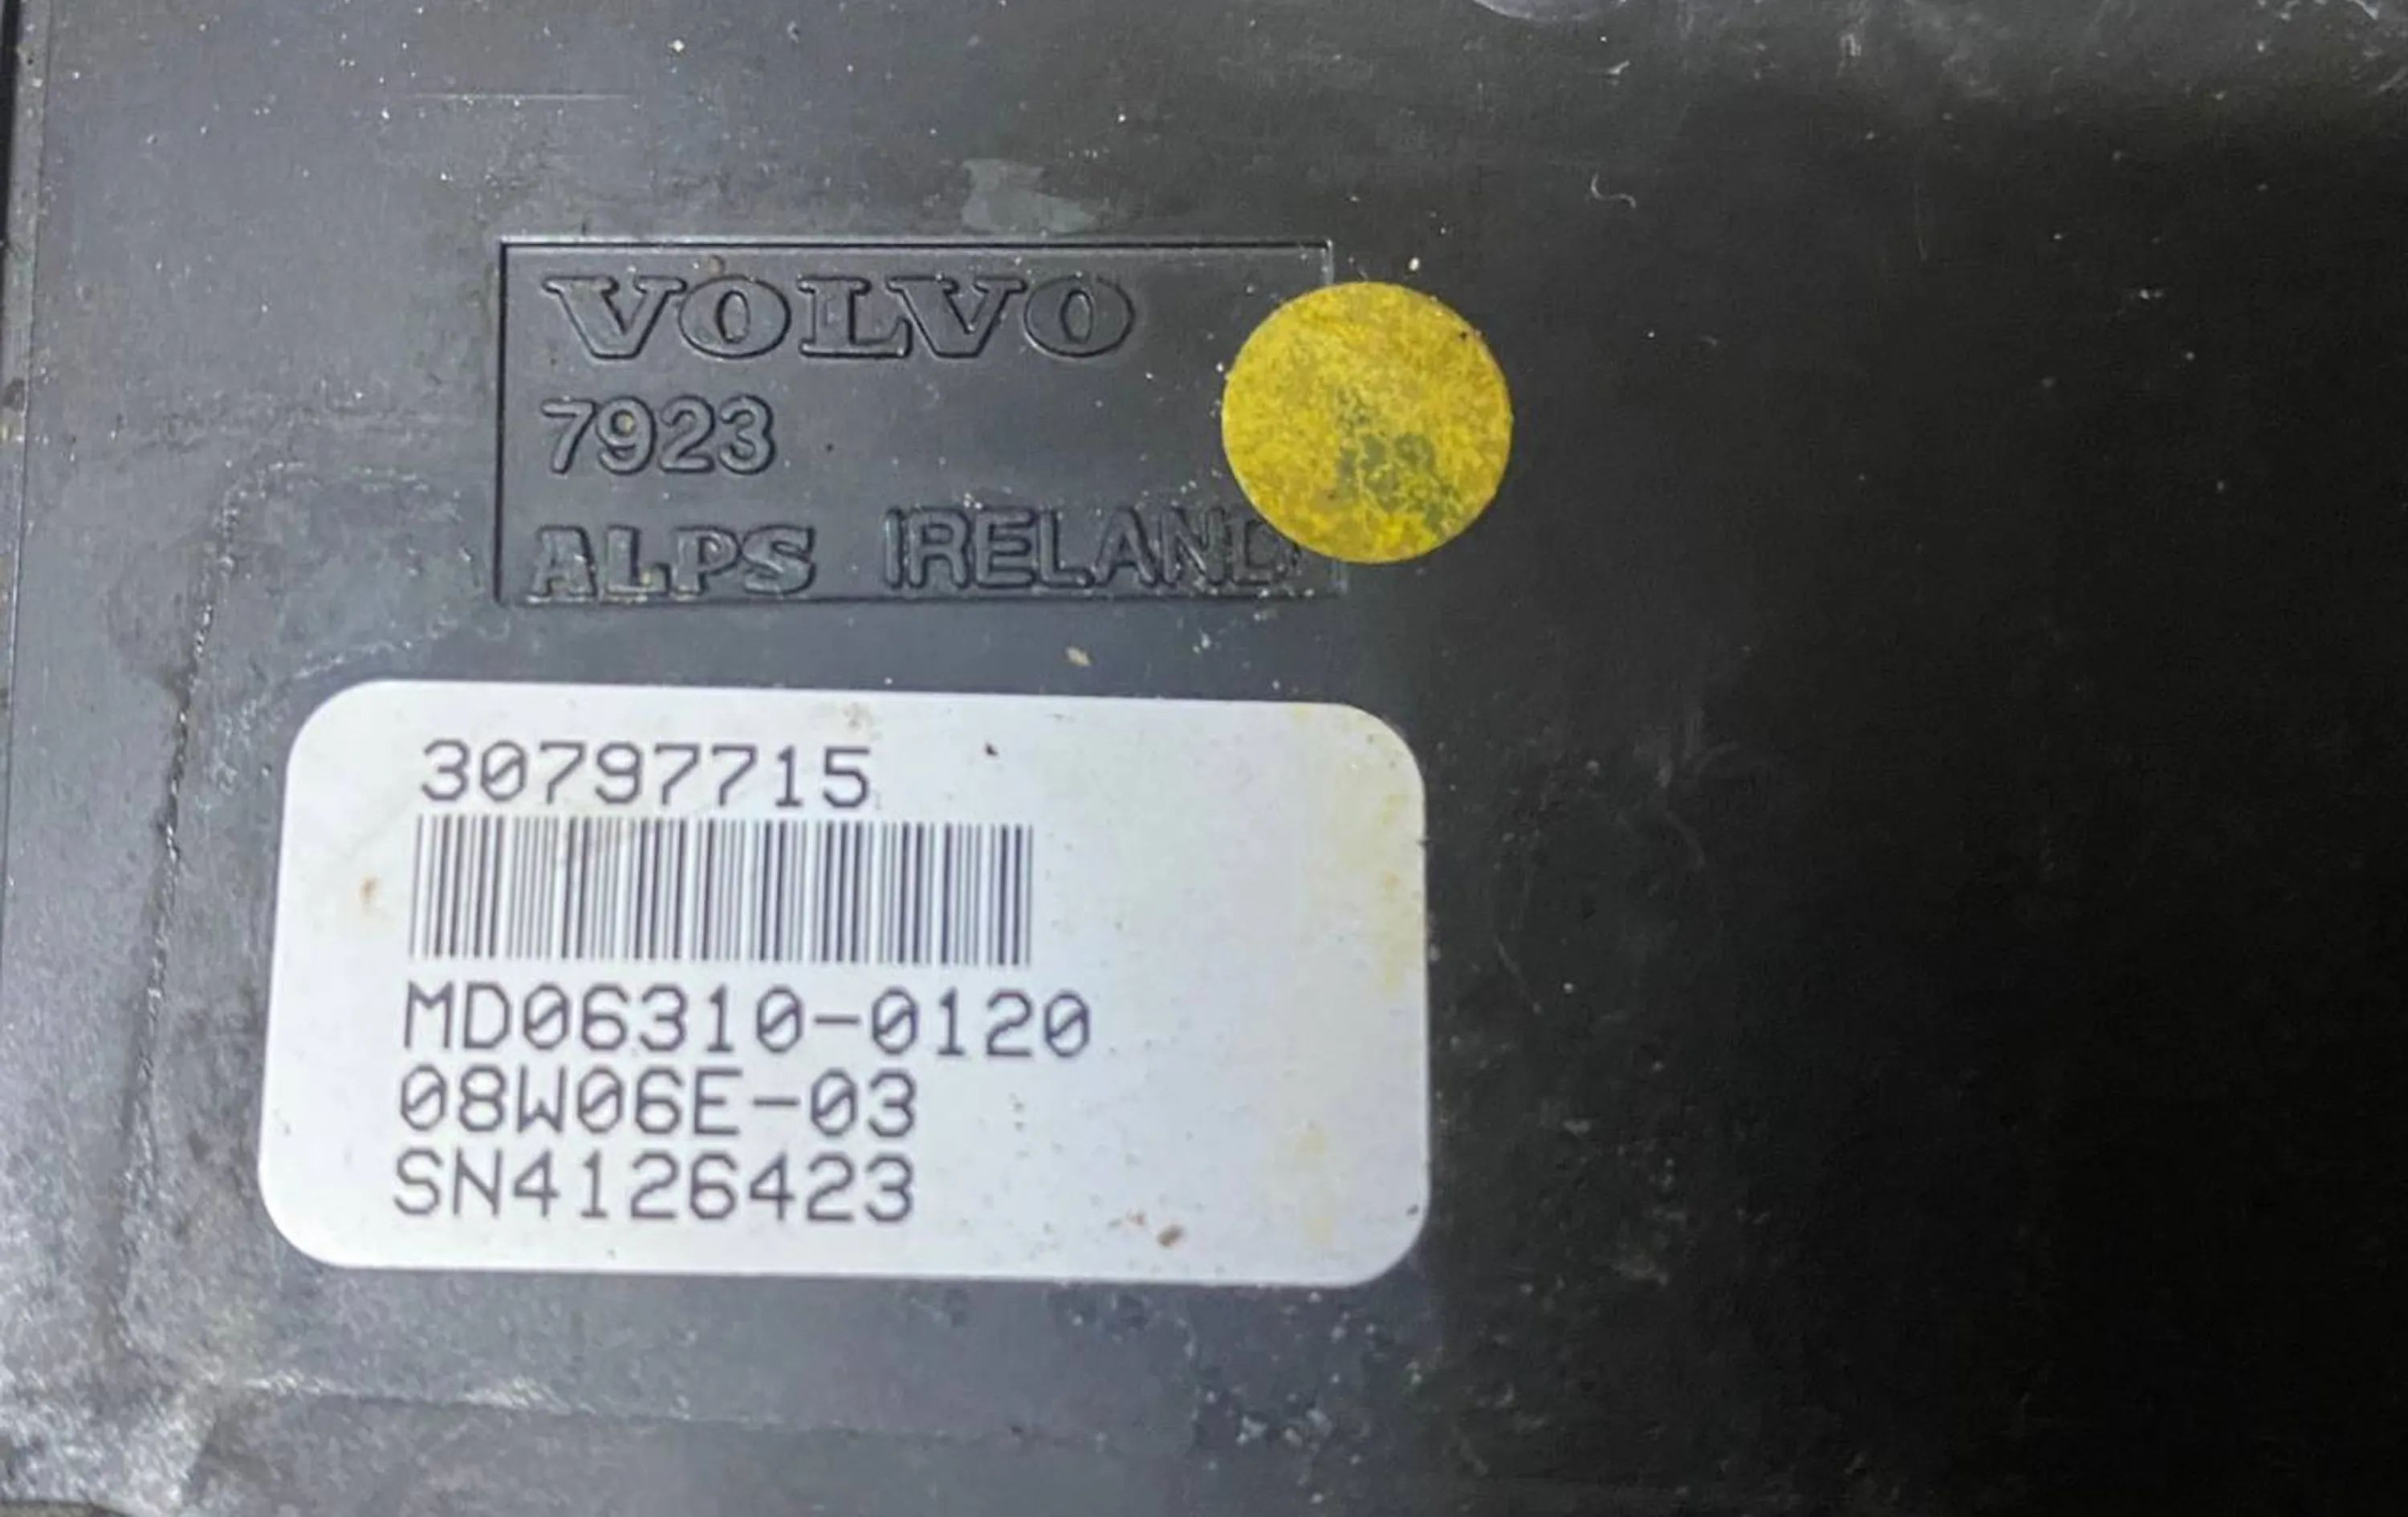 VOLVO
7923
ALPS IRELAND
30797715
MD06310-0120
08W06E-03
SN4126423